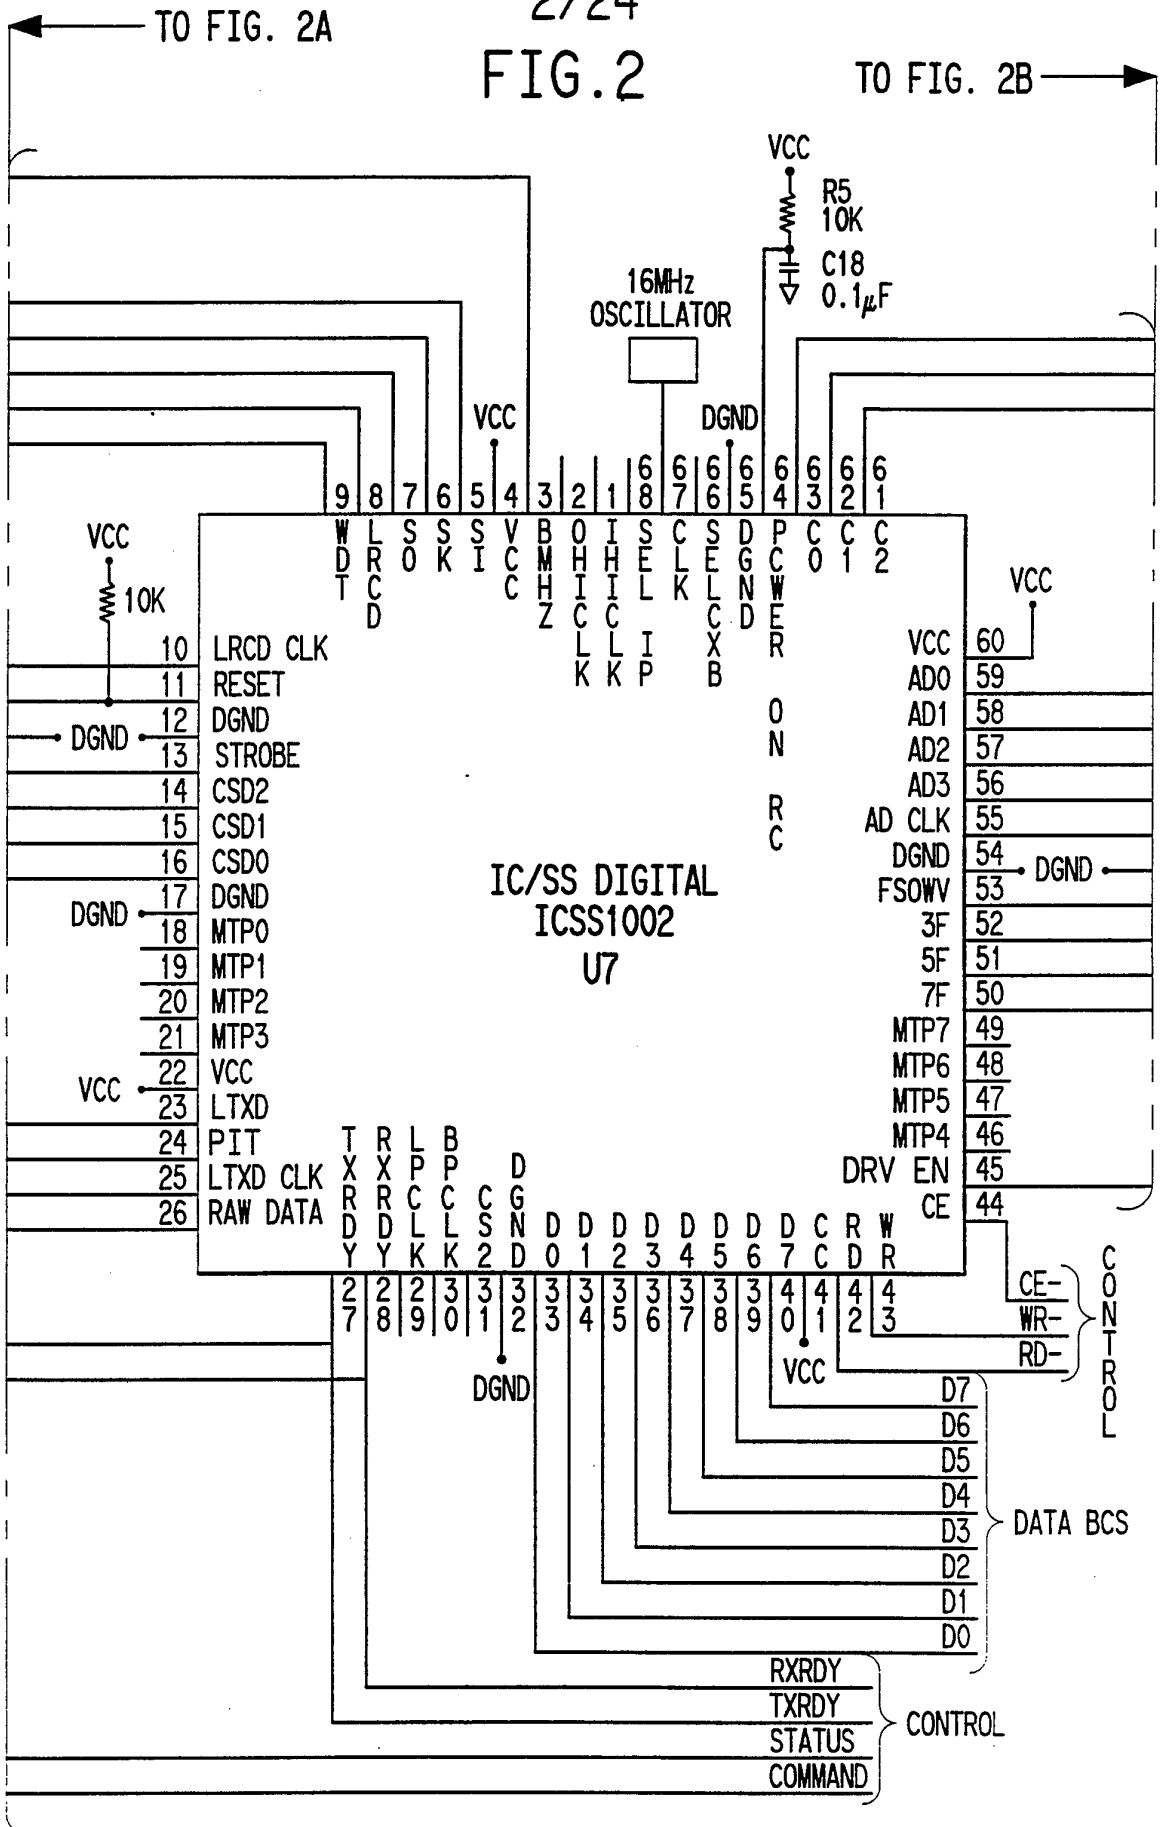 2/24
TO FIG. 2A
FIG.2
TO FIG. 2B
VCC
R5
10K
C18
0.1µF
16MHz
OSCILLATOR
VCC
DGND
9 8 7 6 5 4 3 2 1 68 67 66 65 64 63 62 61
WDT
LRCD
SO
SK
SI
VCC
BMHZ
OHICLK
IHICLK
SEL IP
CLK
SELCXB
DGND
PCWER ON RC
C0
C1
C2
VCC
10K
10 LRCD CLK
11 RESET
DGND
12 DGND
13 STROBE
14 CSD2
15 CSD1
16 CSD0
DGND
17 DGND
18 MTP0
19 MTP1
20 MTP2
21 MTP3
VCC
22 VCC
23 LTXD
24 PIT
25 LTXD CLK
26 RAW DATA
IC/SS DIGITAL
ICSS1002
U7
VCC
VCC 60
AD0 59
AD1 58
AD2 57
AD3 56
AD CLK 55
DGND 54
DGND
FSOWV 53
3F 52
5F 51
7F 50
MTP7 49
MTP6 48
MTP5 47
MTP4 46
DRV EN 45
CE 44
TXRDY
RXRDY
LPCLK
BPCLK
CS2
DGND
D0
D1
D2
D3
D4
D5
D6
D7
CC
RD
WR
27 28 29 30 31 32 33 34 35 36 37 38 39 40 41 42 43
DGND
VCC
CE-
WR-
RD-
CONTROL
D7
D6
D5
D4
D3
D2
D1
D0
DATA BCS
RXRDY
TXRDY
STATUS
COMMAND
CONTROL